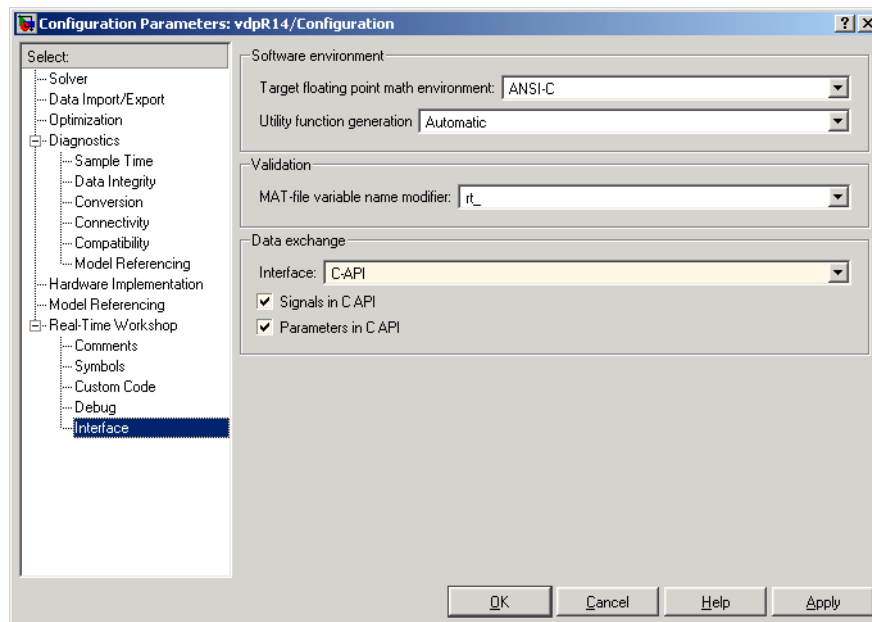 Configuration Parameters: vdpR14/Configuration
Select:
Solver
Data Import/Export
Optimization
Diagnostics
Sample Time
Data Integrity
Conversion
Connectivity
Compatibility
Model Referencing
Hardware Implementation
Model Referencing
Real-Time Workshop
Comments
Symbols
Custom Code
Debug
Interface
Software environment
Target floating point math environment: ANSI-C
Utility function generation Automatic
Validation
MAT-file variable name modifier: rt_
Data exchange
Interface: C-API
Signals in C API
Parameters in C API
OK Cancel Help Apply